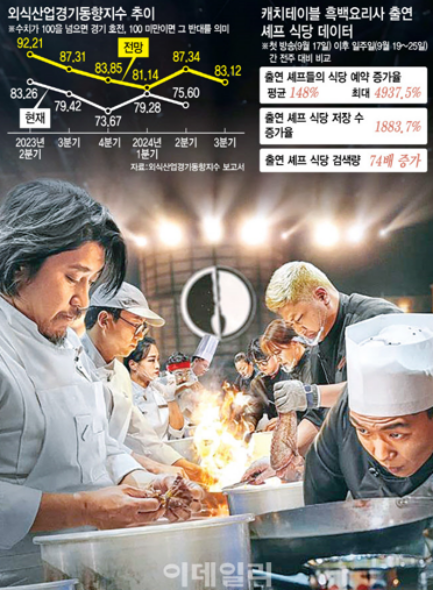 외식산업경기동향지수 추이
※수치가 100을 넘으면 경기 호전, 100 미만이면 그 반대를 의미
92,21
87,31
83,85
전망
81,14
87,34
83,12
83,26
현재
79,42
73,67
79,28
75,60
2023년 2분기
3분기
4분기
2024년 1분기
2분기
3분기
자료:외식산업경기동향지수 보고서
캐치테이블 흑백요리사 출연
셰프 식당 데이터
※첫 방송(9월 17일) 이후 일주일(9월 19~25일)
간 전주 대비 비교
출연 셰프들의 식당 예약 증가율
평균 148% 최대 4937.5%
출연 셰프 식당 저장 수
증가율 1883.7%
출연 셰프 식당 검색량 74배 증가
이데일리